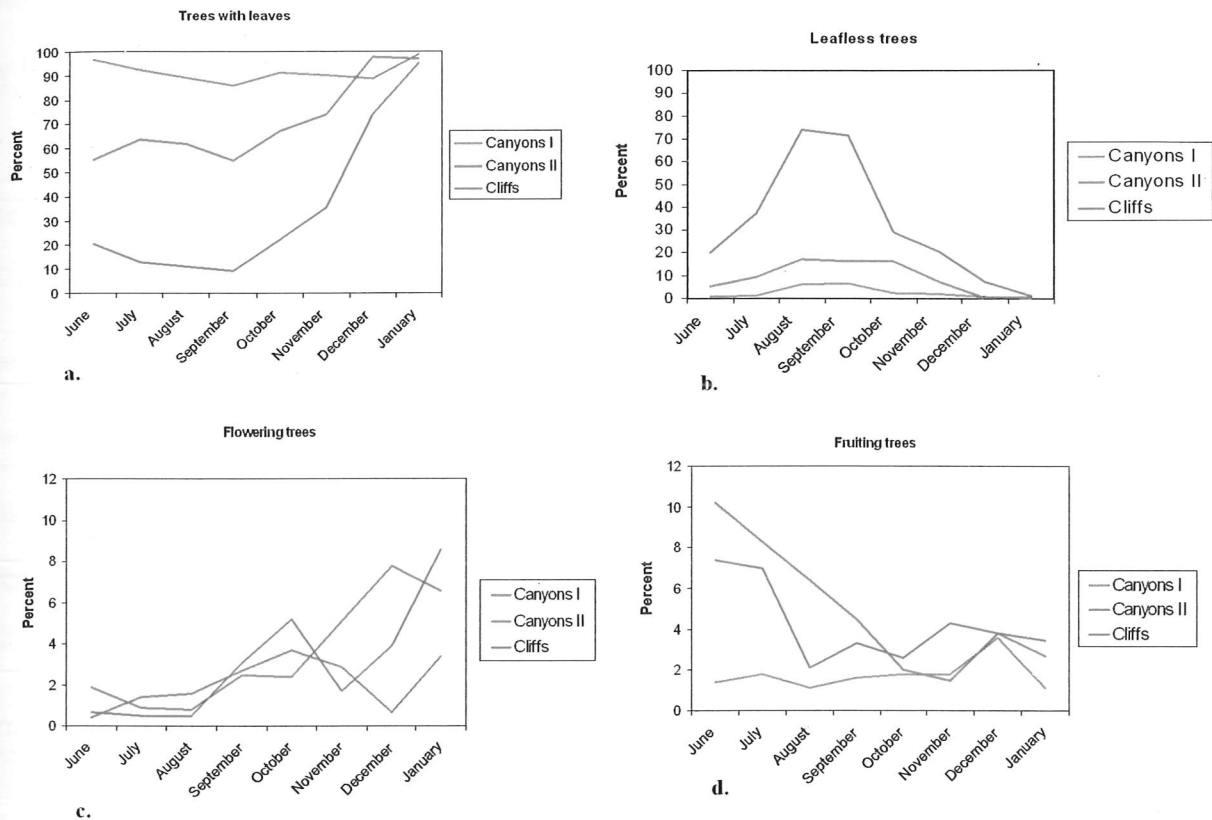 Trees with leaves
Percent
100
90
80
70
60
50
40
30
20
10
0
June
July
August
September
October
November
December
January
Canyons I
Canyons II
Cliffs
a.
Leafless trees
Percent
100
90
80
70
60
50
40
30
20
10
0
June
July
August
September
October
November
December
January
Canyons I
Canyons II
Cliffs
b.
Flowering trees
Percent
12
10
8
6
4
2
0
June
July
August
September
October
November
December
January
Canyons I
Canyons II
Cliffs
c.
Fruiting trees
Percent
12
10
8
6
4
2
0
June
July
August
September
October
November
December
January
Canyons I
Canyons II
Cliffs
d.